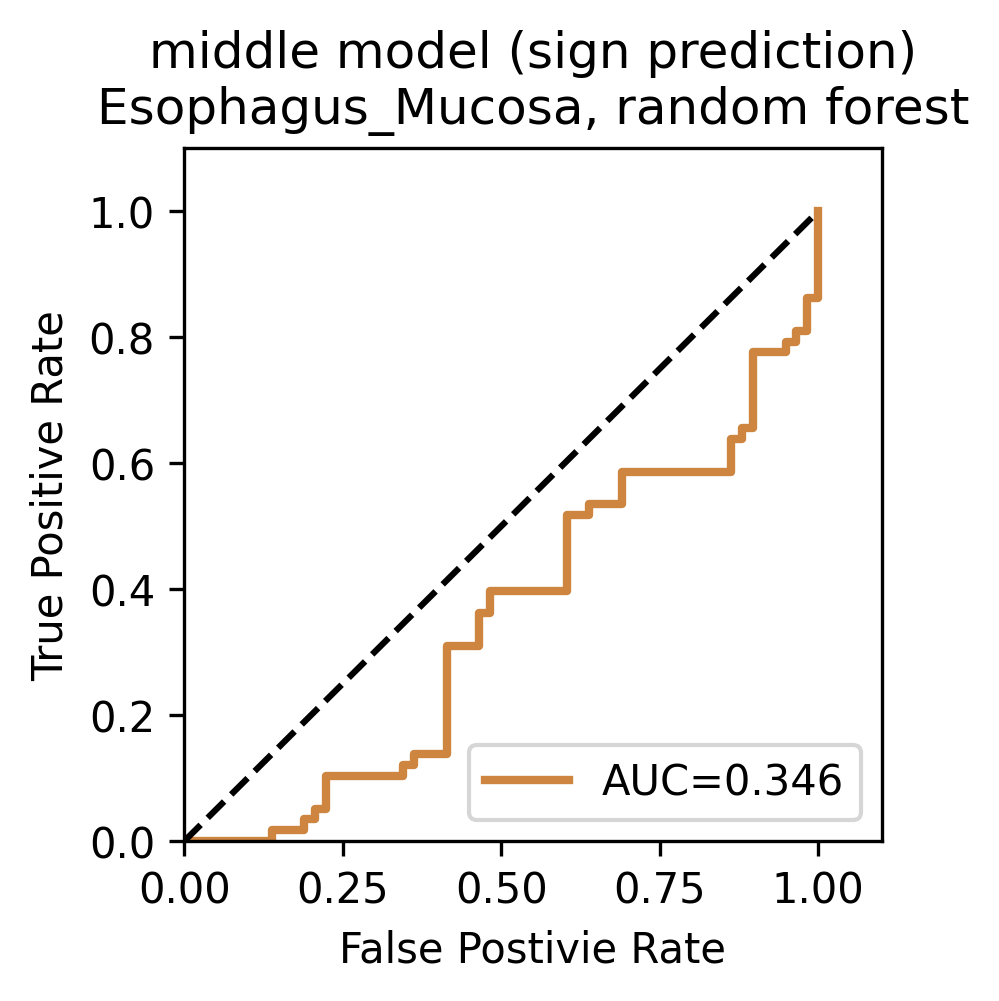 middle model (sign prediction)
Esophagus_Mucosa, random forest
1.0
0.8
0.6
0.4
0.2
0.0
True Positive Rate
AUC=0.346
0.00 0.25 0.50 0.75 1.00
False Postivie Rate